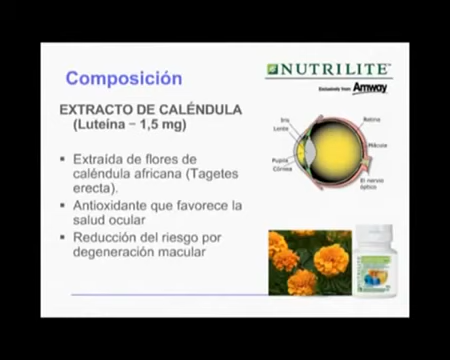 Composición
NUTRILITE
Exclusively from Amway
EXTRACTO DE CALÉNDULA
(Luteína – 1,5 mg)
Extraída de flores de
caléndula africana (Tagetes
erecta).
Antioxidante que favorece la
salud ocular
Reducción del riesgo por
degeneración macular
Iris
Lente
Pupila
Córnea
Retina
Mácula
El nervio
óptico